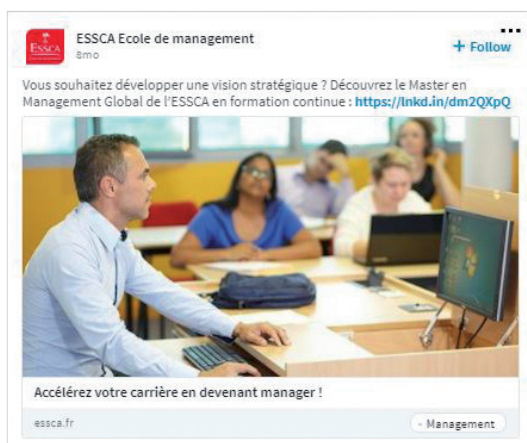 ESSCA
ESSCA Ecole de management
8mo
+ Follow
Vous souhaitez développer une vision stratégique ? Découvrez le Master en
Management Global de l'ESSCA en formation continue : https://lnkd.in/dm2QXpQ
Accélérez votre carrière en devenant manager !
essca.fr
- Management